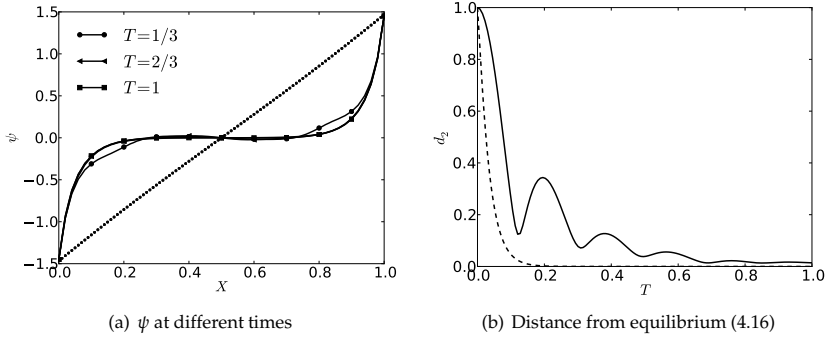 1.5
1.0
0.5
0.0
−0.5
−1.0
−1.5
ψ
T=1/3
T=2/3
T=1
0.0 0.2 0.4 0.6 0.8 1.0
X
(a) ψ at different times
1.0
0.8
0.6
0.4
0.2
0.0
d₂
0.0 0.2 0.4 0.6 0.8 1.0
T
(b) Distance from equilibrium (4.16)